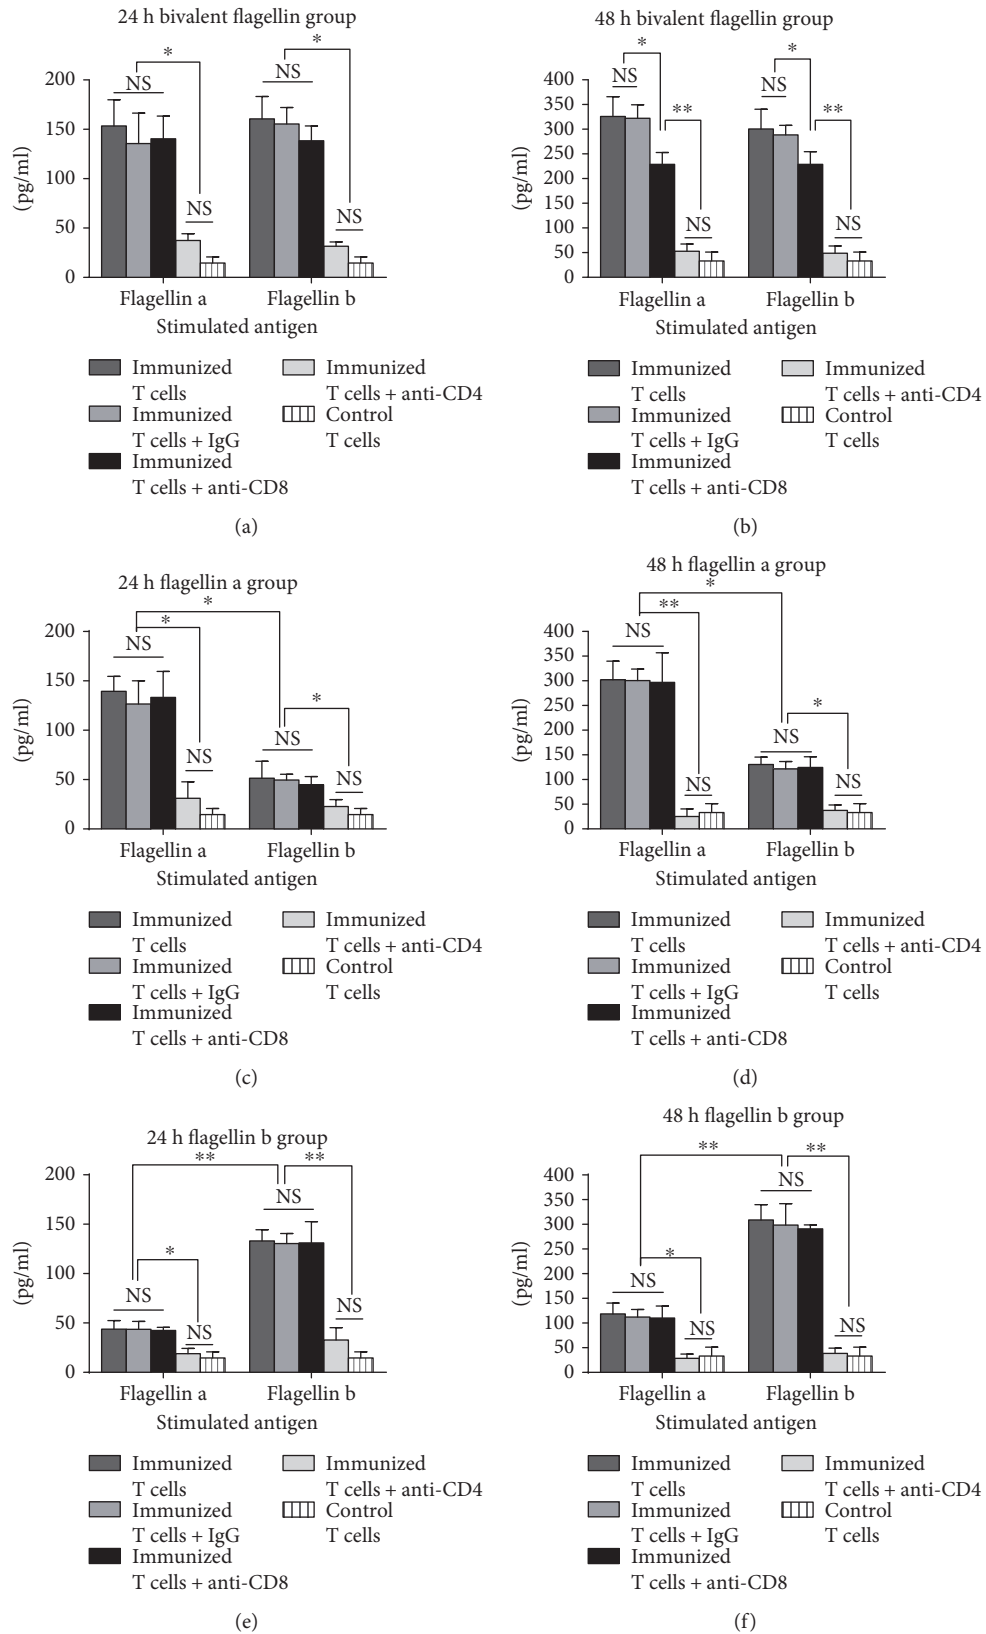 24 h bivalent flagellin group
*
*
NS
NS
NS
NS
200
150
100
50
0
(pg/ml)
Flagellin a
Flagellin b
Stimulated antigen
Immunized
T cells
Immunized
T cells + IgG
Immunized
T cells + anti-CD8
Immunized
T cells + anti-CD4
Control
T cells
(a)
48 h bivalent flagellin group
*
*
NS
NS
**
**
NS
NS
400
350
300
250
200
150
100
50
0
(pg/ml)
Flagellin a
Flagellin b
Stimulated antigen
Immunized
T cells
Immunized
T cells + IgG
Immunized
T cells + anti-CD8
Immunized
T cells + anti-CD4
Control
T cells
(b)
24 h flagellin a group
*
*
NS
*
NS
NS
NS
200
150
100
50
0
(pg/ml)
Flagellin a
Flagellin b
Stimulated antigen
Immunized
T cells
Immunized
T cells + IgG
Immunized
T cells + anti-CD8
Immunized
T cells + anti-CD4
Control
T cells
(c)
48 h flagellin a group
*
**
NS
*
NS
NS
NS
400
350
300
250
200
150
100
50
0
(pg/ml)
Flagellin a
Flagellin b
Stimulated antigen
Immunized
T cells
Immunized
T cells + IgG
Immunized
T cells + anti-CD8
Immunized
T cells + anti-CD4
Control
T cells
(d)
24 h flagellin b group
**
**
NS
*
NS
NS
NS
200
150
100
50
0
(pg/ml)
Flagellin a
Flagellin b
Stimulated antigen
Immunized
T cells
Immunized
T cells + IgG
Immunized
T cells + anti-CD8
Immunized
T cells + anti-CD4
Control
T cells
(e)
48 h flagellin b group
**
**
NS
*
NS
NS
NS
400
350
300
250
200
150
100
50
0
(pg/ml)
Flagellin a
Flagellin b
Stimulated antigen
Immunized
T cells
Immunized
T cells + IgG
Immunized
T cells + anti-CD8
Immunized
T cells + anti-CD4
Control
T cells
(f)